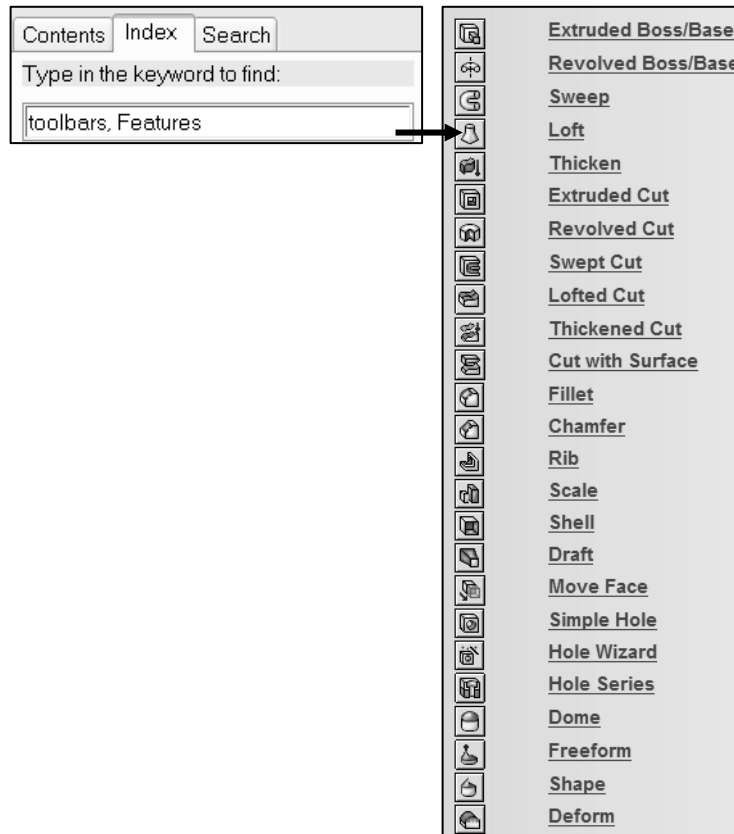 Contents Index Search
Type in the keyword to find:
toolbars, Features
Extruded Boss/Base
Revolved Boss/Base
Sweep
Loft
Thicken
Extruded Cut
Revolved Cut
Swept Cut
Lofted Cut
Thickened Cut
Cut with Surface
Fillet
Chamfer
Rib
Scale
Shell
Draft
Move Face
Simple Hole
Hole Wizard
Hole Series
Dome
Freeform
Shape
Deform